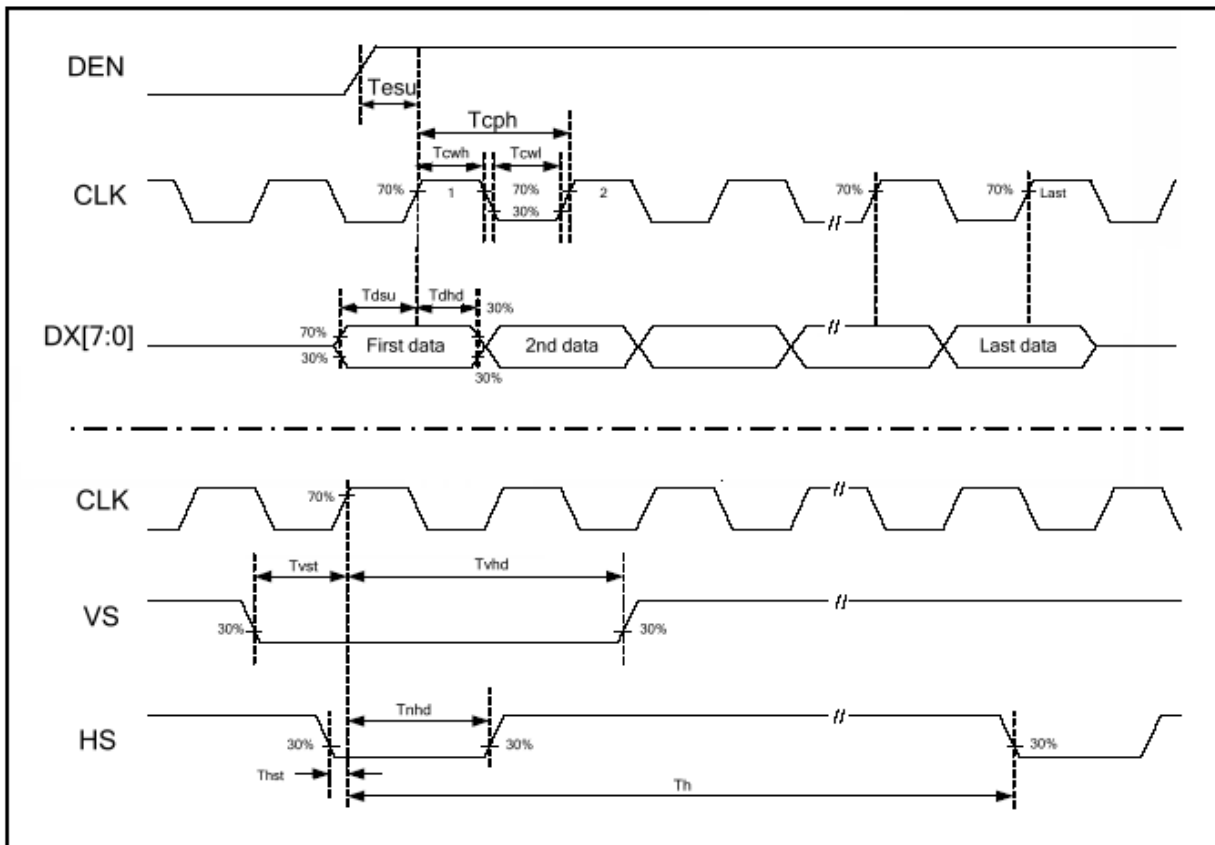 DEN
Tesu
Tcph
Tcwh
Tcwl
CLK
70%
1
70%
30%
2
70%
70%
Last
Tdsu
Tdhd
30%
DX[7:0]
70%
30%
First data
2nd data
Last data
30%
CLK
70%
Tvst
Tvhd
VS
30%
30%
Tnhd
HS
30%
30%
30%
Thst
Th